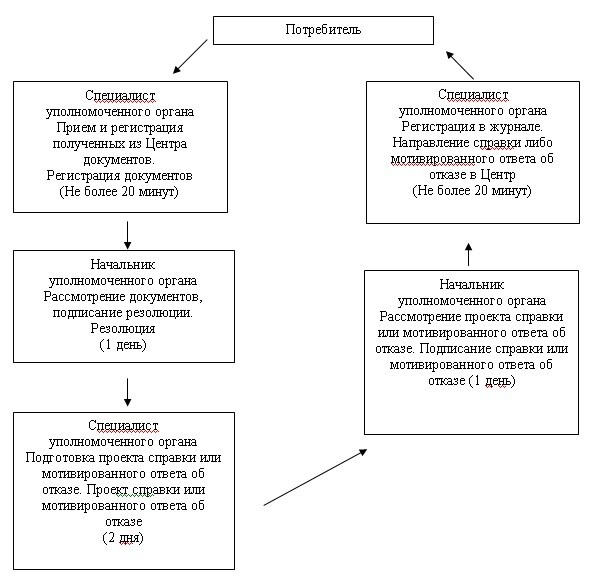 Потребитель
Специалист
уполномоченного органа
Прием и регистрация
полученных из Центра
документов.
Регистрация документов
(Не более 20 минут)
Начальник
уполномоченного органа
Рассмотрение документов,
подписание резолюции.
Резолюция
(1 день)
Специалист
уполномоченного органа
Подготовка проекта справки или
мотивированного ответа об
отказе. Проект справки или
мотивированного ответа об
отказе
(2 дня)
Начальник
уполномоченного органа
Рассмотрение проекта справки
или мотивированного ответа об
отказе. Подписание справки или
мотивированного ответа об
отказе (1 день)
Специалист
уполномоченного органа
Регистрация в журнале.
Направление справки либо
мотивированного ответа об
отказе в Центр
(Не более 20 минут)